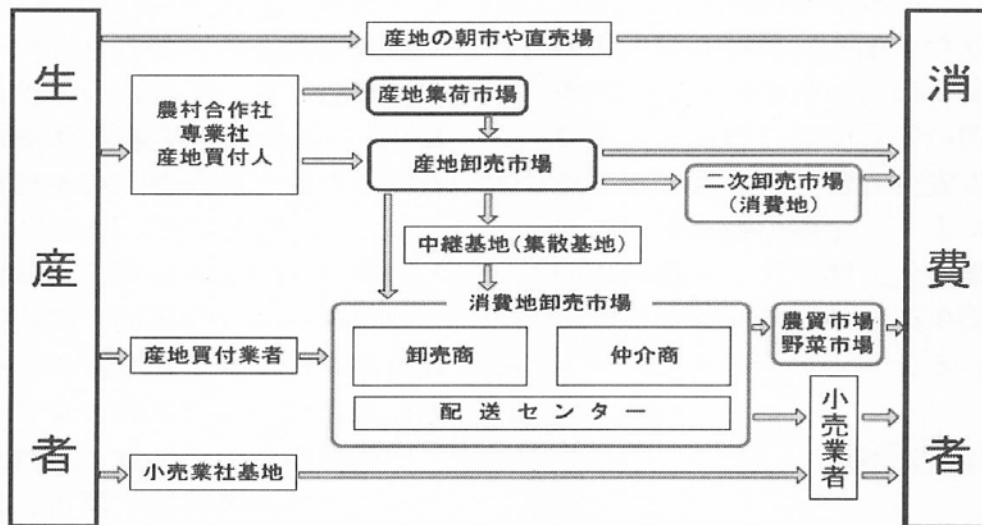 生産者
産地の朝市や直売場
農村合作社
専業社
産地買付人
産地集荷市場
産地卸売市場
二次卸売市場
(消費地)
中継基地(集散基地)
消費地卸売市場
卸売商
仲介商
配送センター
産地買付業者
農貿市場
野菜市場
小売業者
小売業社基地
消費者